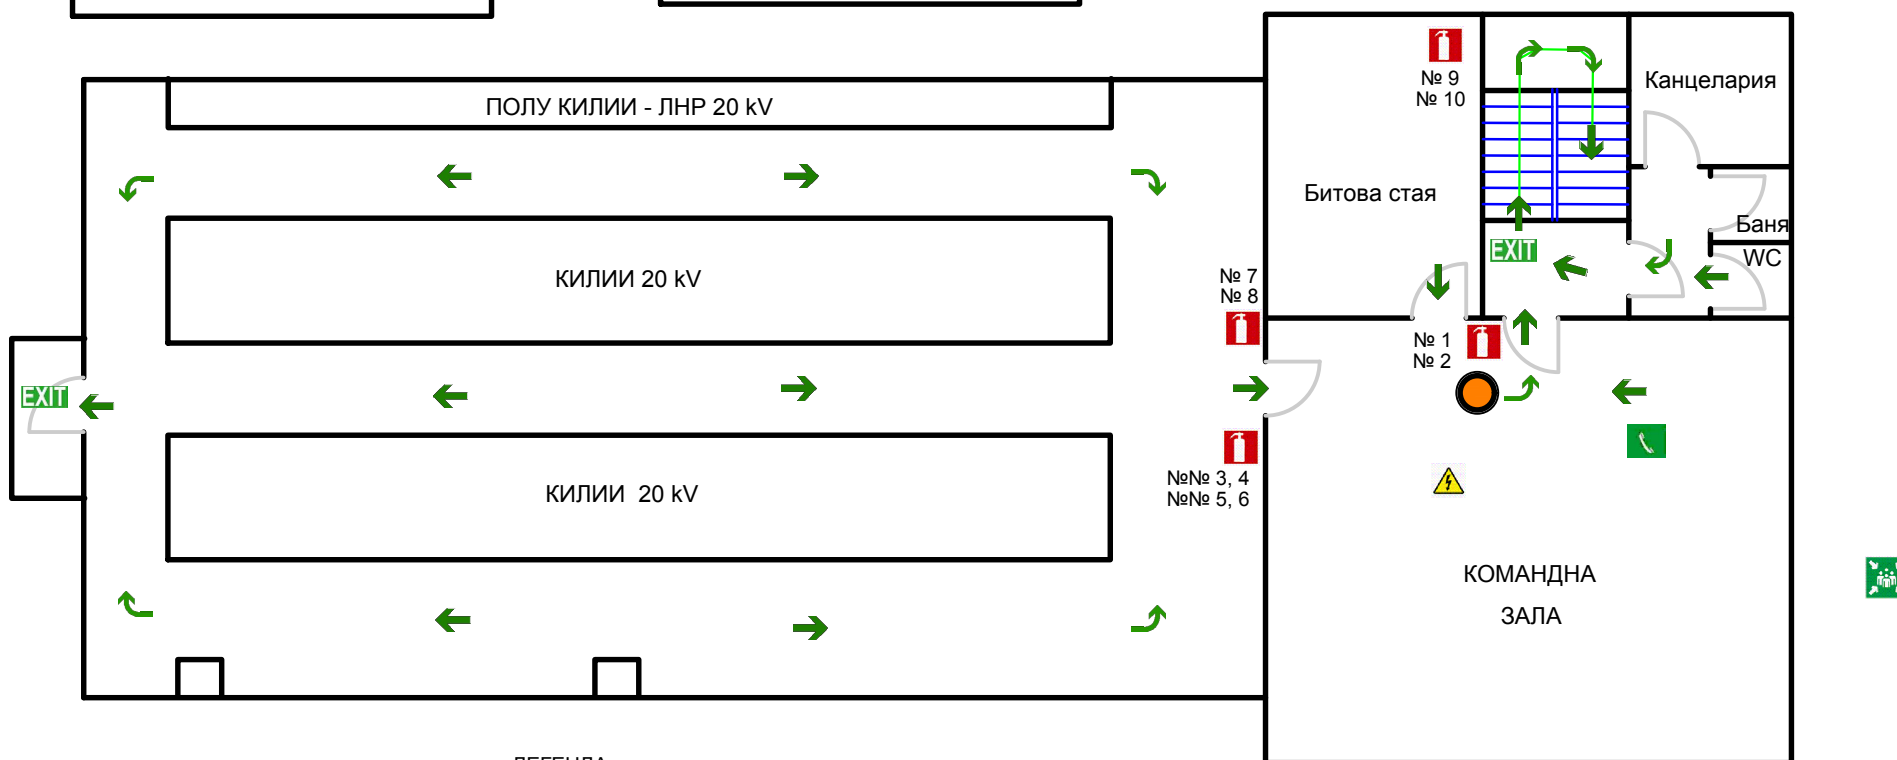 № 9
№ 10
Канцелария
ПОЛУ КИЛИИ - ЛНР 20 kV
Битова стая
Баня
EXIT
WC
КИЛИИ 20 kV
№ 7
№ 8
№ 1
№ 2
EXIT
№№ 3, 4
№№ 5, 6
КИЛИИ 20 kV
КОМАНДНА
ЗАЛА
ЛЕГЕНДА